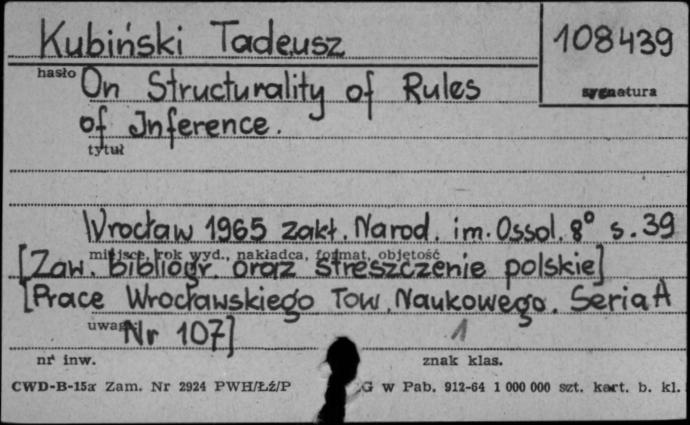 Kubiński Tadeusz
108439
hasło
sygnatura
On Structurality of Rules
of Inference.
tytuł
Wrocław 1965 zakł. Narod. im. Ossol. 8° s. 39
miejsce, rok wyd., nakładca, format, objętość
[Zaw. bibliogr. oraz streszczenie polskie]
[Prace Wrocławskiego Tow. Naukowego. Seria A
uwagi
Nr 107]
1
nr inw.
znak klas.
CWD-B-15a Zam. Nr 2924 PWH/Łź/P
G w Pab. 912-64 1 000 000 szt. kart. b. kl.